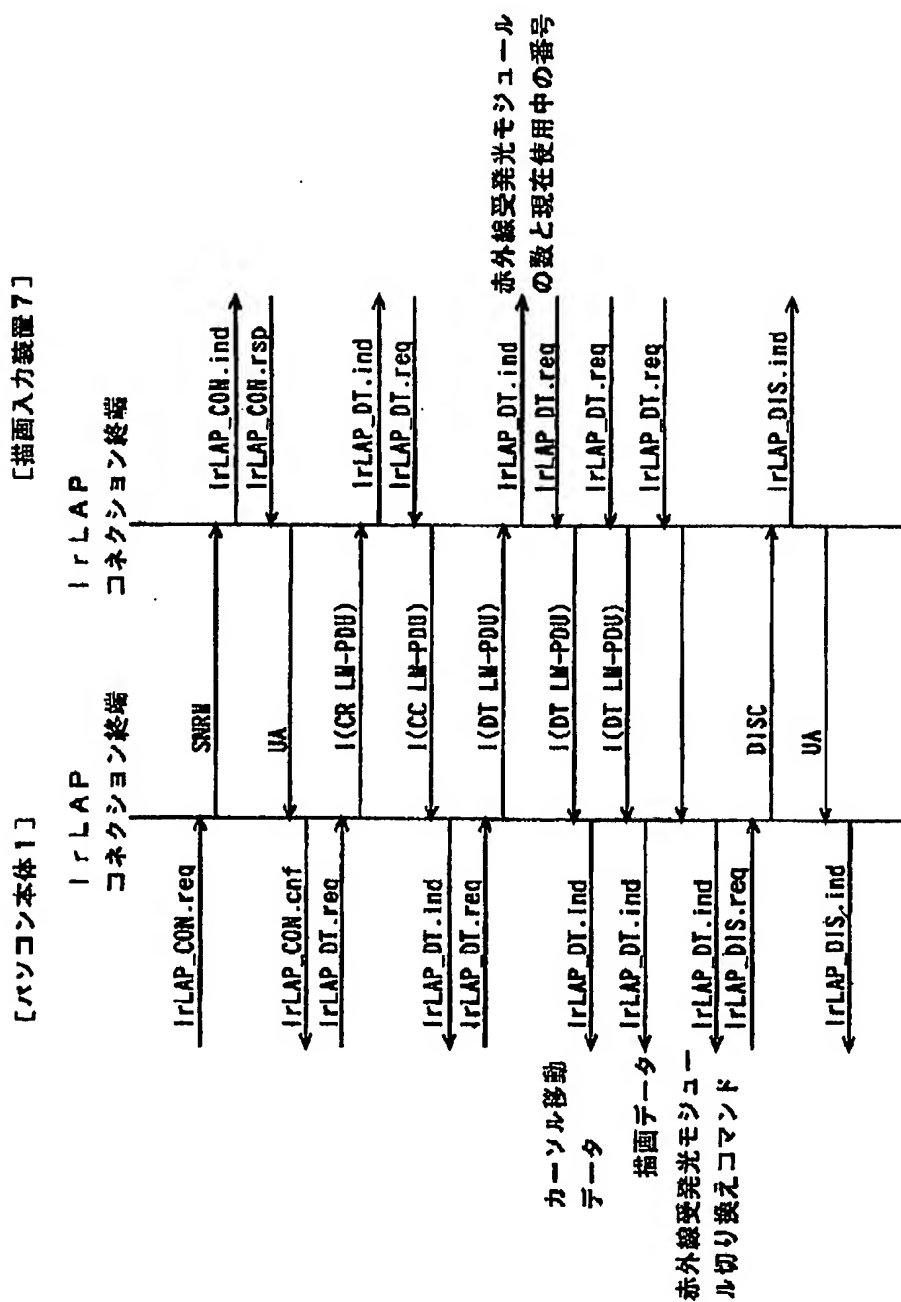 [パソコン本体1]
[描画入力装置7]
IrLAP
コネクション終端
IrLAP
コネクション終端
IrLAP_CON.req
SNRM
IrLAP_CON.ind
IrLAP_CON.rsp
UA
IrLAP_CON.cnf
IrLAP_DT.req
I(CR LM-PDU)
IrLAP_DT.ind
IrLAP_DT.req
I(CC LM-PDU)
IrLAP_DT.ind
IrLAP_DT.req
I(DT LM-PDU)
IrLAP_DT.ind
赤外線受発光モジュール
の数と現在使用中の番号
IrLAP_DT.req
I(DT LM-PDU)
IrLAP_DT.ind
カーソル移動
データ
IrLAP_DT.req
I(DT LM-PDU)
IrLAP_DT.ind
描画データ
IrLAP_DT.req
IrLAP_DT.ind
赤外線受発光モジュー
ル切り換えコマンド
IrLAP_DIS.req
DISC
IrLAP_DIS.ind
UA
IrLAP_DIS.ind